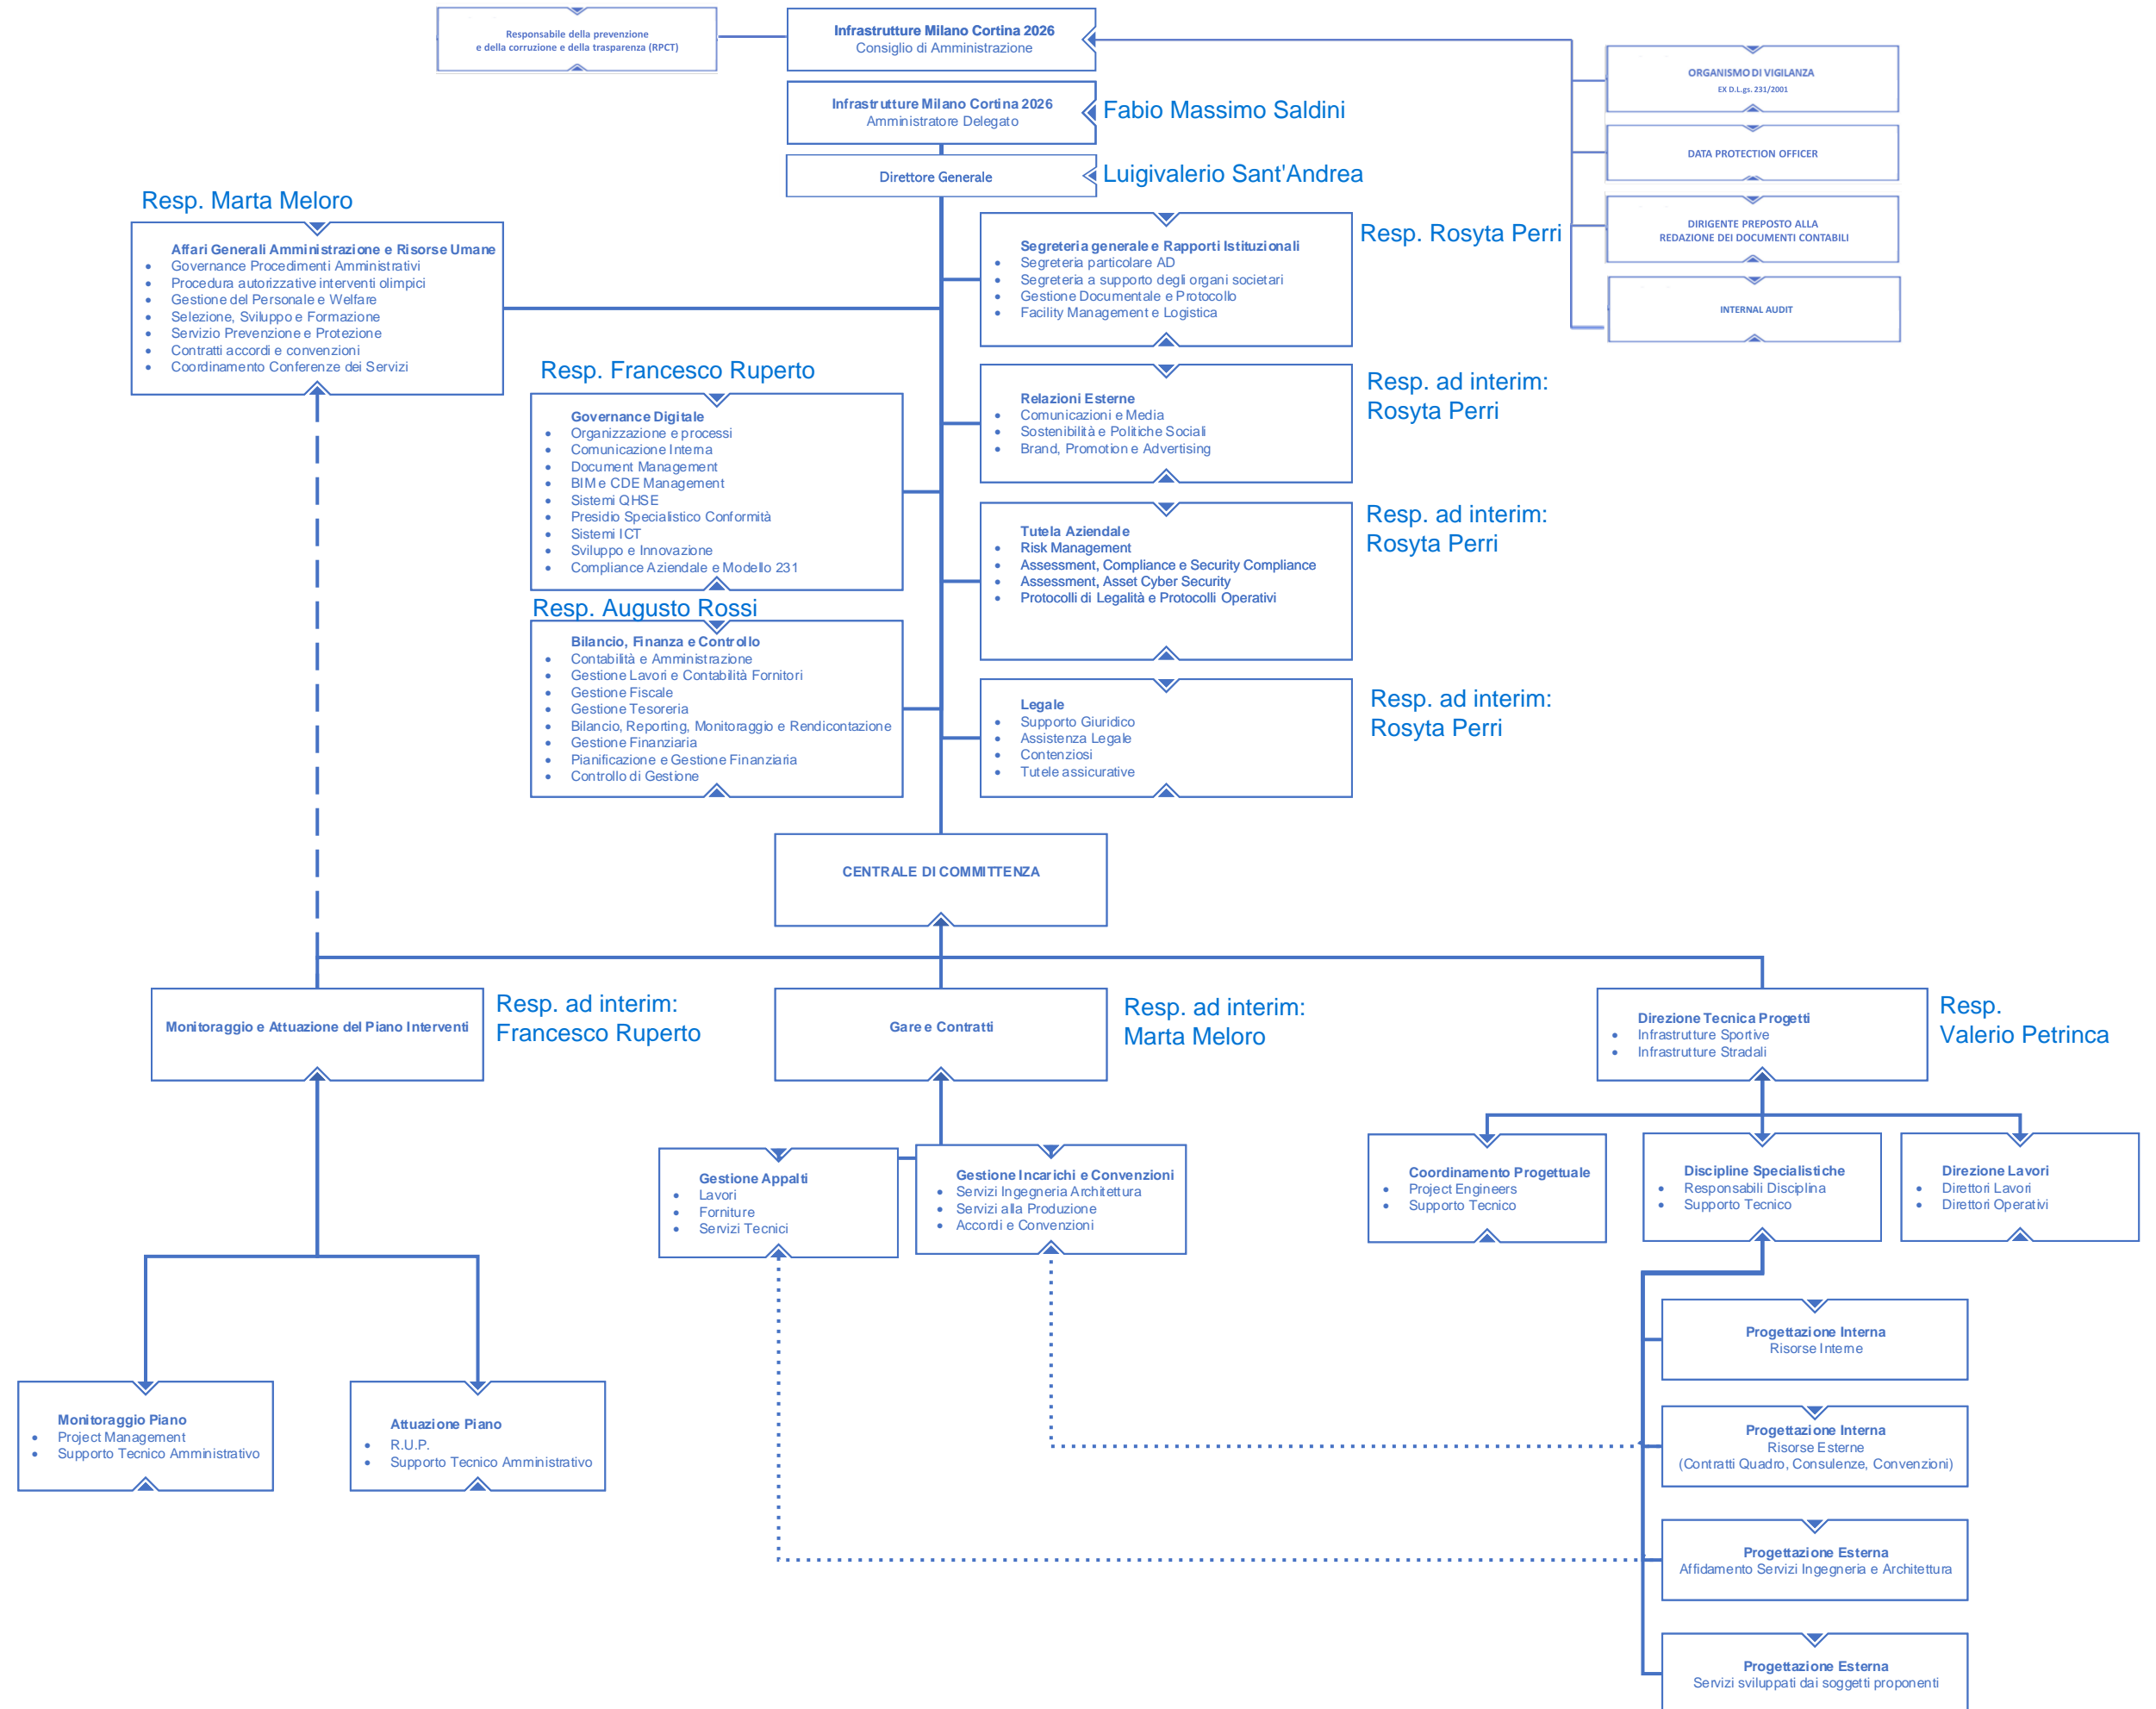 Responsabile della prevenzione
e della corruzione e della trasparenza (RPCT)
Infrastrutture Milano Cortina 2026
Consiglio di Amministrazione
Infrastrutture Milano Cortina 2026
Amministratore Delegato
Fabio Massimo Saldini
Direttore Generale
Luigivalerio Sant'Andrea
ORGANISMO DI VIGILANZA
EX D.L.gs. 231/2001
DATA PROTECTION OFFICER
DIRIGENTE PREPOSTO ALLA
REDAZIONE DEI DOCUMENTI CONTABILI
INTERNAL AUDIT
Resp. Marta Meloro
Affari Generali Amministrazione e Risorse Umane
• Governance Procedimenti Amministrativi
• Procedura autorizzative interventi olimpici
• Gestione del Personale e Welfare
• Selezione, Sviluppo e Formazione
• Servizio Prevenzione e Protezione
• Contratti accordi e convenzioni
• Coordinamento Conferenze dei Servizi
Segreteria generale e Rapporti Istituzionali
• Segreteria particolare AD
• Segreteria a supporto degli organi societari
• Gestione Documentale e Protocollo
• Facility Management e Logistica
Resp. Rosyta Perri
Resp. Francesco Ruperto
Governance Digitale
• Organizzazione e processi
• Comunicazione Interna
• Document Management
• BIM e CDE Management
• Sistemi QHSE
• Presidio Specialistico Conformità
• Sistemi ICT
• Sviluppo e Innovazione
• Compliance Aziendale e Modello 231
Relazioni Esterne
• Comunicazioni e Media
• Sostenibilità e Politiche Sociali
• Brand, Promotion e Advertising
Resp. ad interim:
Rosyta Perri
Tutela Aziendale
• Risk Management
• Assessment, Compliance e Security Compliance
• Assessment, Asset Cyber Security
• Protocolli di Legalità e Protocolli Operativi
Resp. ad interim:
Rosyta Perri
Resp. Augusto Rossi
Bilancio, Finanza e Controllo
• Contabilità e Amministrazione
• Gestione Lavori e Contabilità Fornitori
• Gestione Fiscale
• Gestione Tesoreria
• Bilancio, Reporting, Monitoraggio e Rendicontazione
• Gestione Finanziaria
• Pianificazione e Gestione Finanziaria
• Controllo di Gestione
Legale
• Supporto Giuridico
• Assistenza Legale
• Contenziosi
• Tutele assicurative
Resp. ad interim:
Rosyta Perri
CENTRALE DI COMMITTENZA
Monitoraggio e Attuazione del Piano Interventi
Resp. ad interim:
Francesco Ruperto
Gare e Contratti
Resp. ad interim:
Marta Meloro
Direzione Tecnica Progetti
• Infrastrutture Sportive
• Infrastrutture Stradali
Resp.
Valerio Petrinca
Gestione Appalti
• Lavori
• Forniture
• Servizi Tecnici
Gestione Incarichi e Convenzioni
• Servizi Ingegneria Architettura
• Servizi alla Produzione
• Accordi e Convenzioni
Coordinamento Progettuale
• Project Engineers
• Supporto Tecnico
Discipline Specialistiche
• Responsabili Disciplina
• Supporto Tecnico
Direzione Lavori
• Direttori Lavori
• Direttori Operativi
Monitoraggio Piano
• Project Management
• Supporto Tecnico Amministrativo
Attuazione Piano
• R.U.P.
• Supporto Tecnico Amministrativo
Progettazione Interna
Risorse Interne
Progettazione Interna
Risorse Esterne
(Contratti Quadro, Consulenze, Convenzioni)
Progettazione Esterna
Affidamento Servizi Ingegneria e Architettura
Progettazione Esterna
Servizi sviluppati dai soggetti proponenti